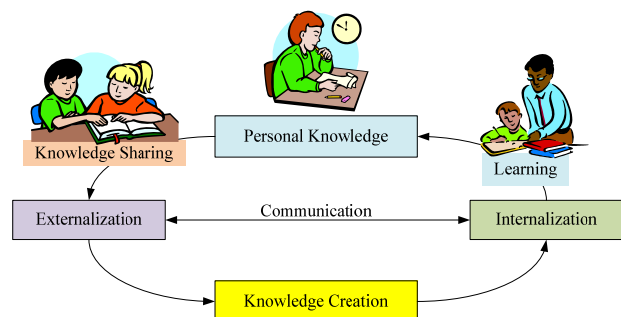 Personal Knowledge
Knowledge Sharing
Learning
Externalization
Communication
Internalization
Knowledge Creation